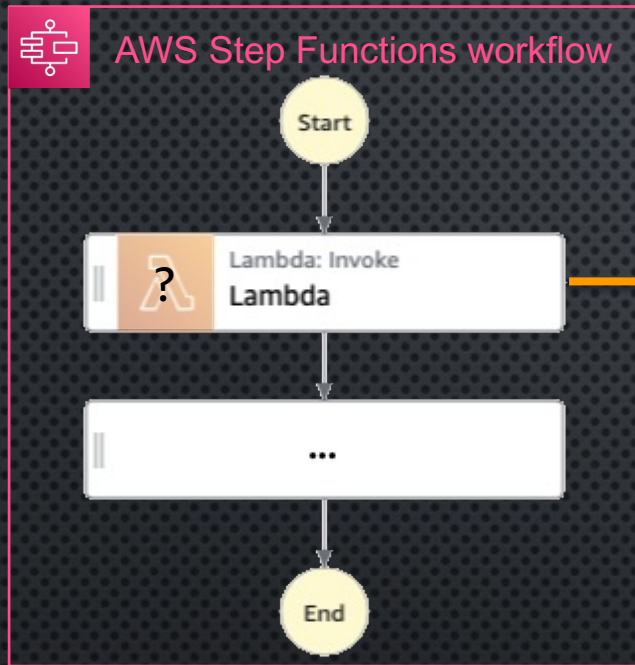 AWS Step Functions workflow
Start
?
Lambda: Invoke
Lambda
...
End